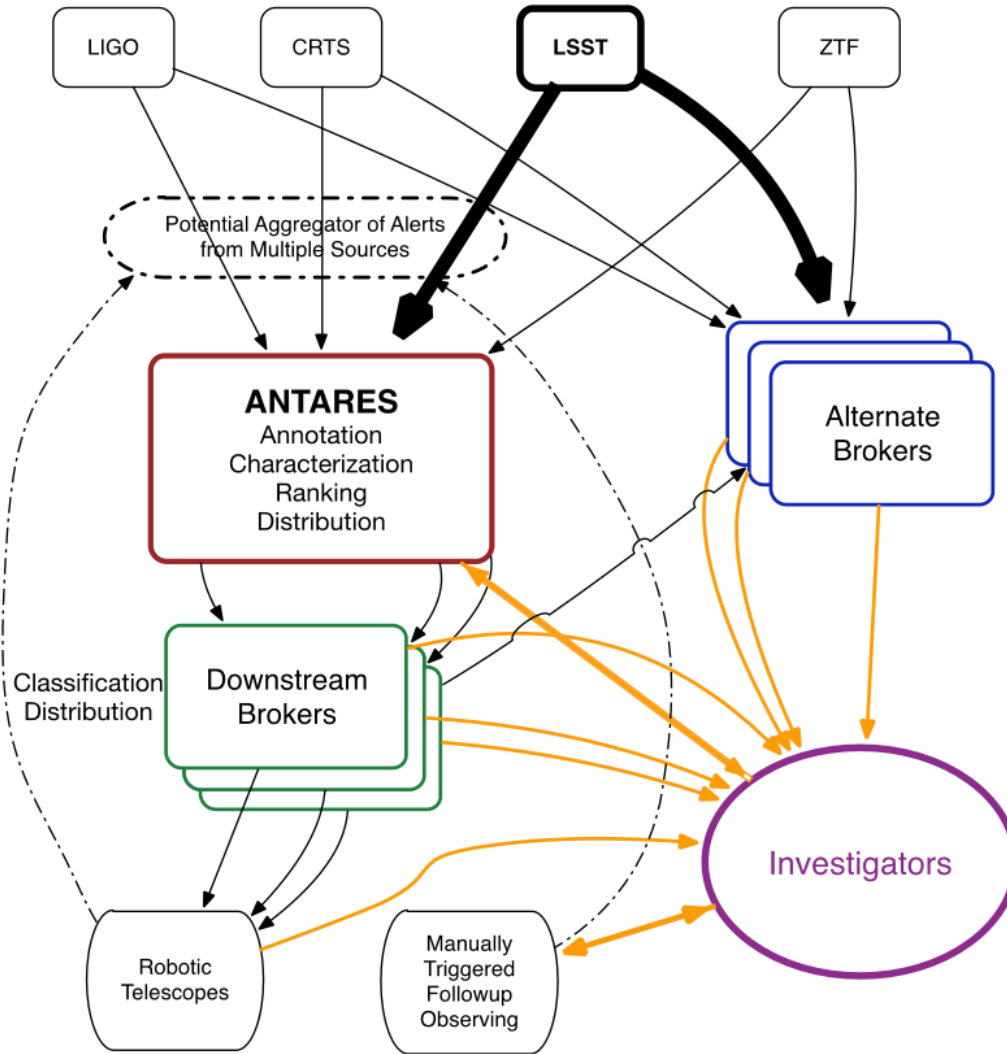 LIGO
CRTS
LSST
ZTF
Potential Aggregator of Alerts
from Multiple Sources
ANTARES
Annotation
Characterization
Ranking
Distribution
Alternate
Brokers
Classification
Distribution
Downstream
Brokers
Investigators
Robotic
Telescopes
Manually
Triggered
Followup
Observing